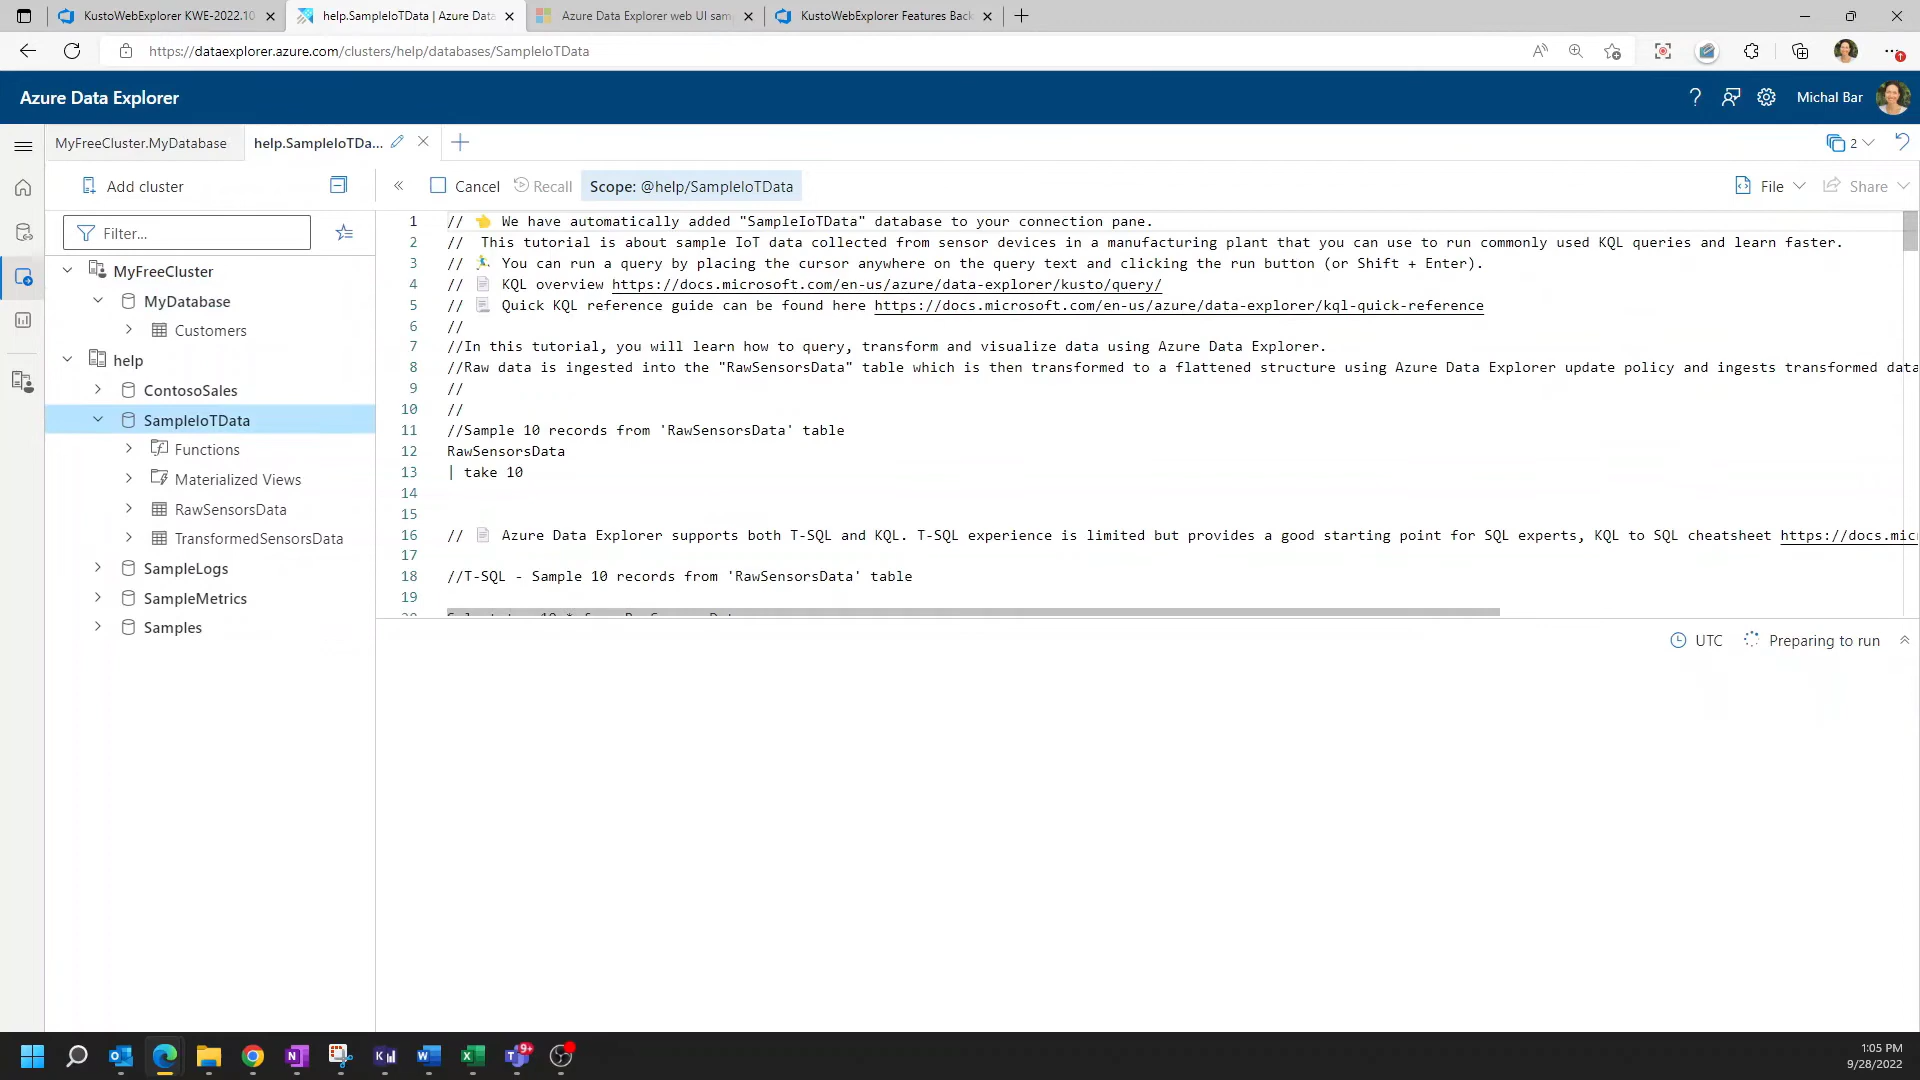 KustoWebExplorer KWE-2022.10
help.SampleIoTData | Azure Data
Azure Data Explorer web UI sam
KustoWebExplorer Features Back
https://dataexplorer.azure.com/clusters/help/databases/SampleIoTData
Azure Data Explorer
Michal Bar
MyFreeCluster.MyDatabase
help.SampleIoTDa...
2
Add cluster
Cancel
Recall
Scope: @help/SampleIoTData
File
Share
Filter...
MyFreeCluster
MyDatabase
Customers
help
ContosoSales
SampleIoTData
Functions
Materialized Views
RawSensorsData
TransformedSensorsData
SampleLogs
SampleMetrics
Samples
1 // 👈 We have automatically added "SampleIoTData" database to your connection pane.
2 // This tutorial is about sample IoT data collected from sensor devices in a manufacturing plant that you can use to run commonly used KQL queries and learn faster.
3 // 🏃 You can run a query by placing the cursor anywhere on the query text and clicking the run button (or Shift + Enter).
4 // 📄 KQL overview https://docs.microsoft.com/en-us/azure/data-explorer/kusto/query/
5 // 📃 Quick KQL reference guide can be found here https://docs.microsoft.com/en-us/azure/data-explorer/kql-quick-reference
6 //
7 //In this tutorial, you will learn how to query, transform and visualize data using Azure Data Explorer.
8 //Raw data is ingested into the "RawSensorsData" table which is then transformed to a flattened structure using Azure Data Explorer update policy and ingests transformed data
9 //
10 //
11 //Sample 10 records from 'RawSensorsData' table
12 RawSensorsData
13 | take 10
14
15
16 // 📄 Azure Data Explorer supports both T-SQL and KQL. T-SQL experience is limited but provides a good starting point for SQL experts, KQL to SQL cheatsheet https://docs.mic
17
18 //T-SQL - Sample 10 records from 'RawSensorsData' table
19
UTC
Preparing to run
9+
1:05 PM
9/28/2022